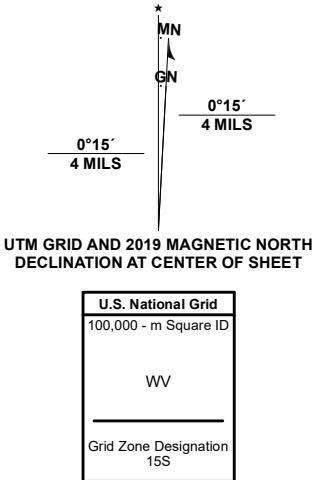 ★
MN
GN
0°15´
4 MILS
0°15´
4 MILS
UTM GRID AND 2019 MAGNETIC NORTH
DECLINATION AT CENTER OF SHEET
U.S. National Grid
100,000 - m Square ID
WV
Grid Zone Designation
15S